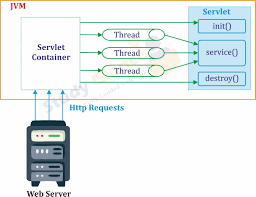 JVM
Servlet
Container
Thread
Thread
Thread
Servlet
init()
service()
destroy()
Http Requests
Web Server